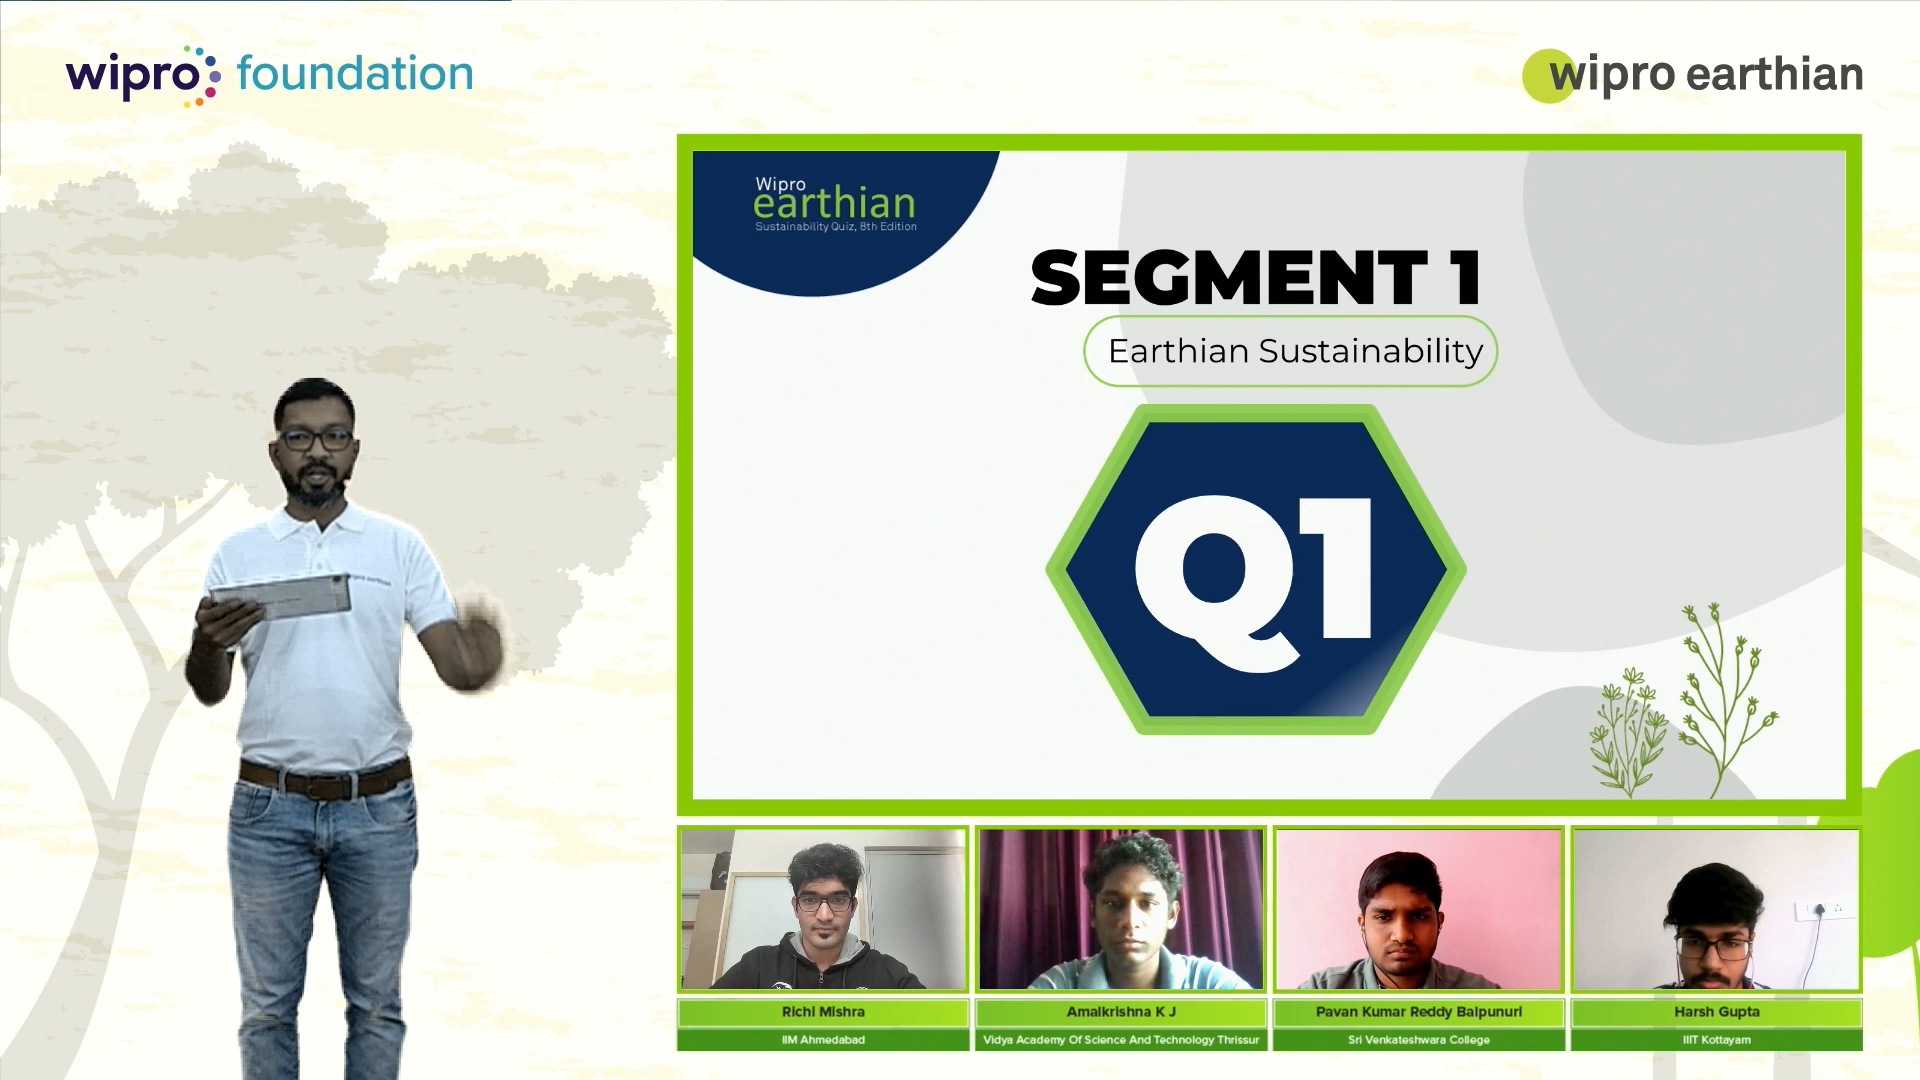 wipro foundation
wipro earthian
Wipro
earthian
Sustainability Quiz, 8th Edition
SEGMENT 1
Earthian Sustainability
Q1
wipro earthian
Richi Mishra
Amalkrishna K J
Pavan Kumar Reddy Balpunuri
Harsh Gupta
IIM Ahmedabad
Vidya Academy Of Science And Technology Thrissur
Sri Venkateshwara College
IIIT Kottayam